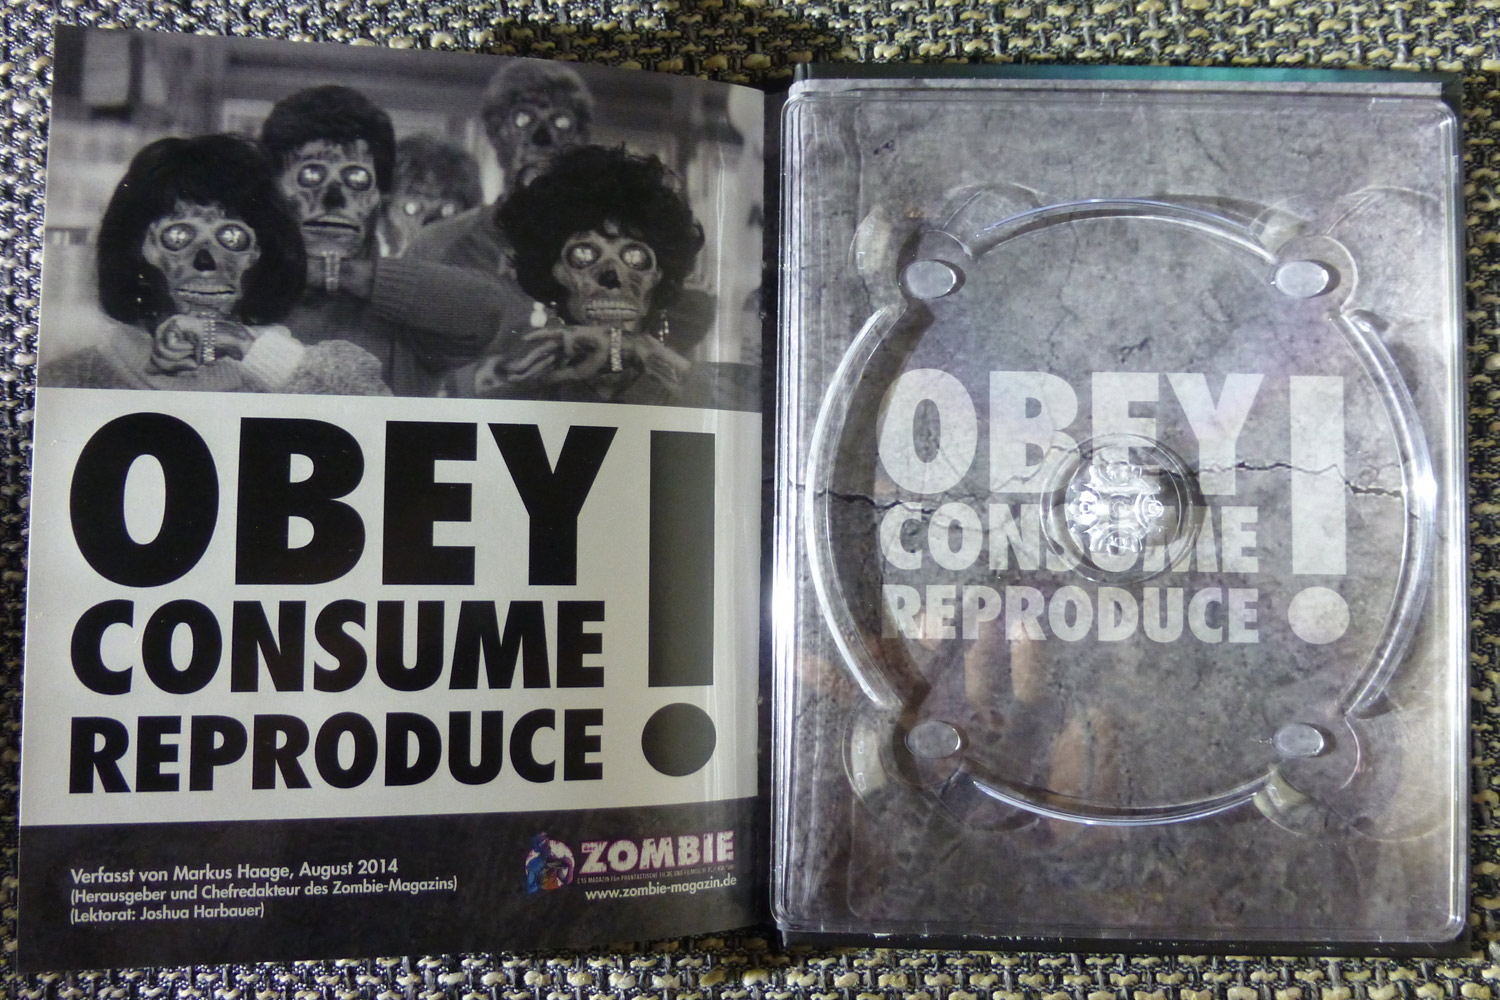 OBEY!
CONSUME
REPRODUCE
Verfasst von Markus Haage, August 2014
(Herausgeber und Chefredakteur des Zombie-Magazins)
(Lektorat: Joshua Harbauer)
ZOMBIE
www.zombie-magazin.de
OBEY!
CONSUME
REPRODUCE